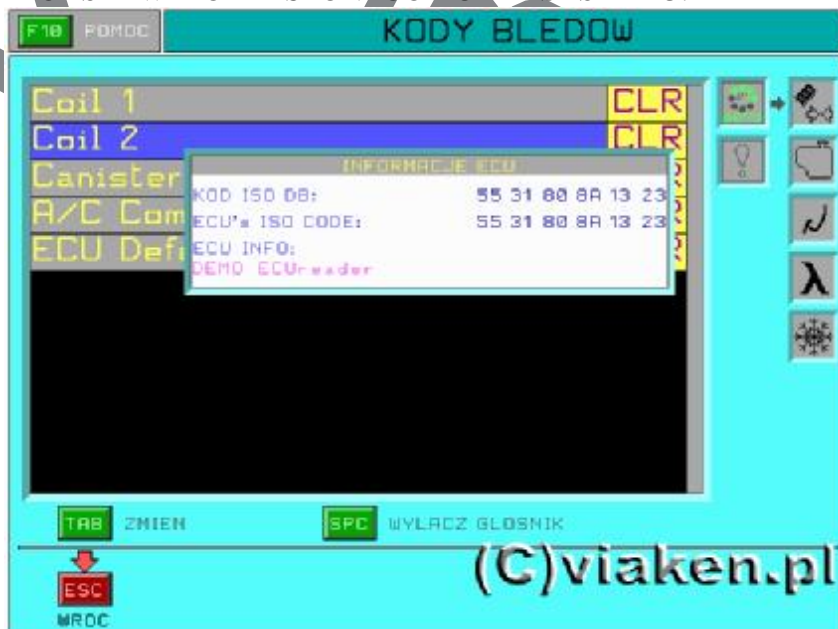 F10 POMOC
KODY BLEDOW
Coil 1 CLR
Coil 2 CLR
Canister
A/C Com
ECU Def
INFORMACJE ECU
KOD ISO DB: 55 31 80 8A 13 23
ECU's ISO CODE: 55 31 80 8A 13 23
ECU INFO:
DEMO ECUreader
λ
TAB ZMIEN
SPC WYLACZ GLOSNIK
ESC
WROC
(C)viaken.pl